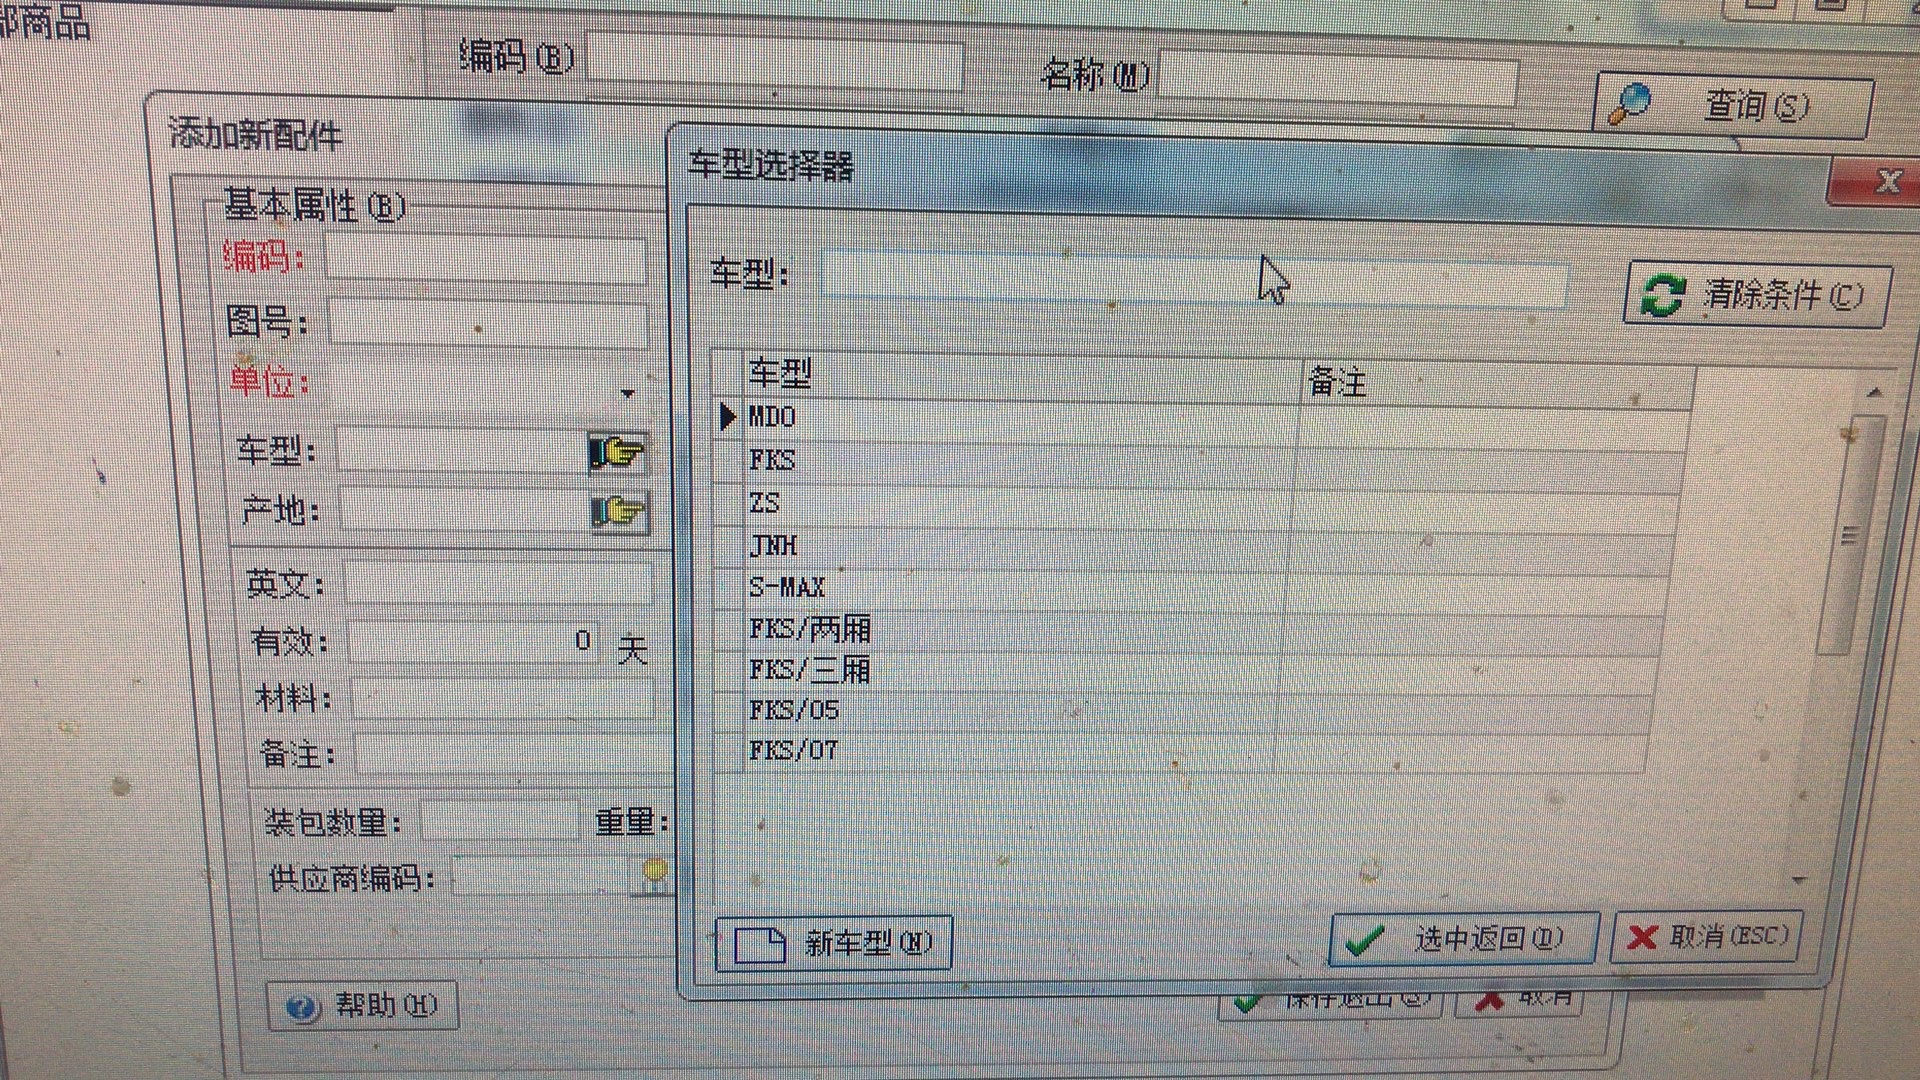 部商品
编码(B)
名称(M)
查询(S)
添加新配件
基本属性(B)
编码:
图号:
单位:
车型:
产地:
英文:
有效: 0 天
材料:
备注:
装包数量: 重量:
供应商编码:
帮助(H)
保存退出(S)
取消
车型选择器
X
车型:
清除条件(C)
车型 备注
MDO
FKS
ZS
JNH
S-MAX
FKS/两厢
FKS/三厢
FKS/05
FKS/07
新车型(N)
选中返回(D)
取消(ESC)